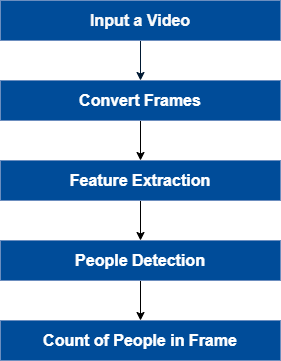 Input a Video
Convert Frames
Feature Extraction
People Detection
Count of People in Frame